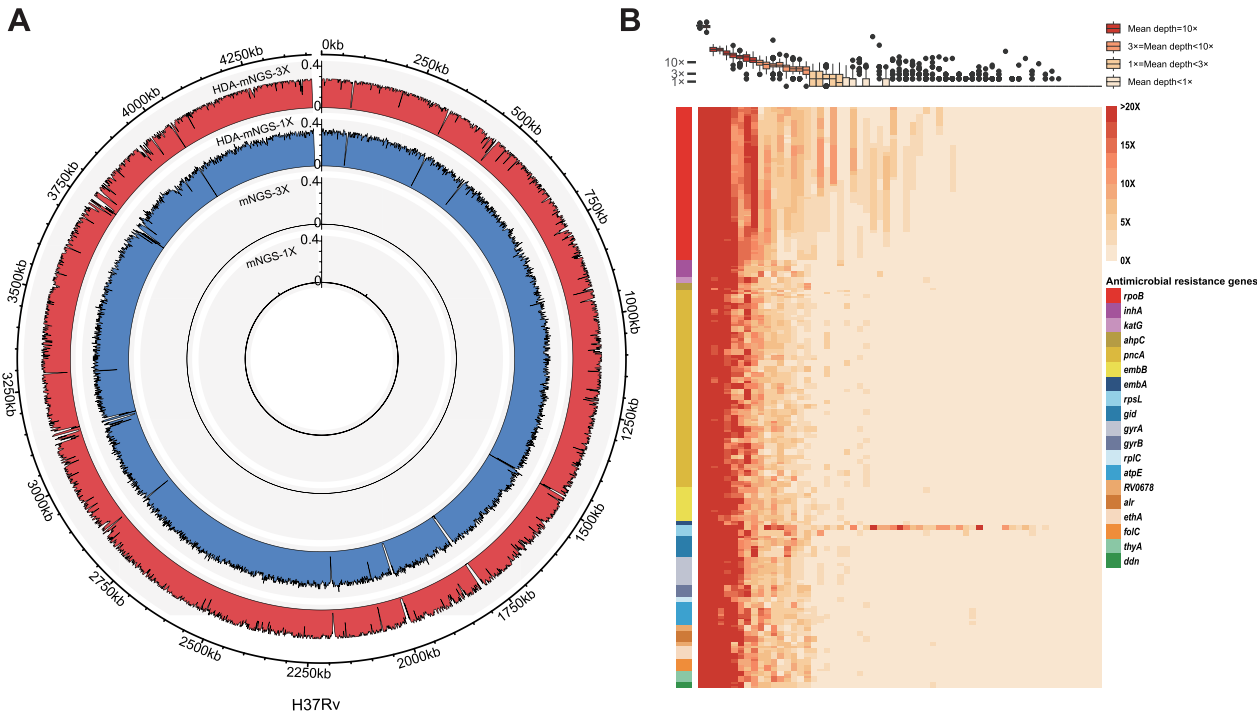 A
0kb
250kb
500kb
750kb
1000kb
1250kb
1500kb
1750kb
2000kb
2250kb
2500kb
2750kb
3000kb
3250kb
3500kb
3750kb
4000kb
4250kb
HDA-mNGS-3X
0.4
0
HDA-mNGS-1X
0.4
0
mNGS-3X
0.4
0
mNGS-1X
0.4
0
H37Rv
B
10×
3×
1×
Mean depth=10×
3×=Mean depth<10×
1×=Mean depth<3×
Mean depth<1×
>20X
15X
10X
5X
0X
Antimicrobial resistance genes
rpoB
inhA
katG
ahpC
pncA
embB
embA
rpsL
gid
gyrA
gyrB
rplC
atpE
RV0678
alr
ethA
folC
thyA
ddn